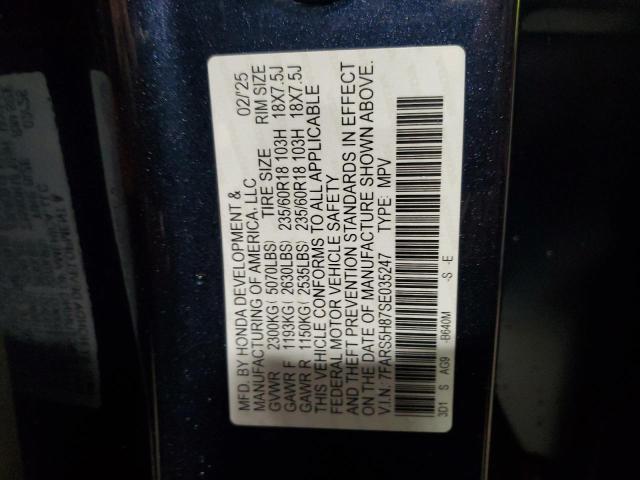 MFD. BY HONDA DEVELOPMENT & 02/'25
MANUFACTURING OF AMERICA, LLC
GVWR 2300KG( 5070LBS) TIRE SIZE RIM SIZE
GAWR F 1193KG( 2630LBS) 235/60R18 103H 18X7.5J
GAWR R 1150KG( 2535LBS) 235/60R18 103H 18X7.5J
THIS VEHICLE CONFORMS TO ALL APPLICABLE
FEDERAL MOTOR VEHICLE SAFETY
AND THEFT PREVENTION STANDARDS IN EFFECT
ON THE DATE OF MANUFACTURE SHOWN ABOVE.
V.I.N: 7FARS5H87SE035247 TYPE: MPV
3D1 S AG9 -B640M -S -E